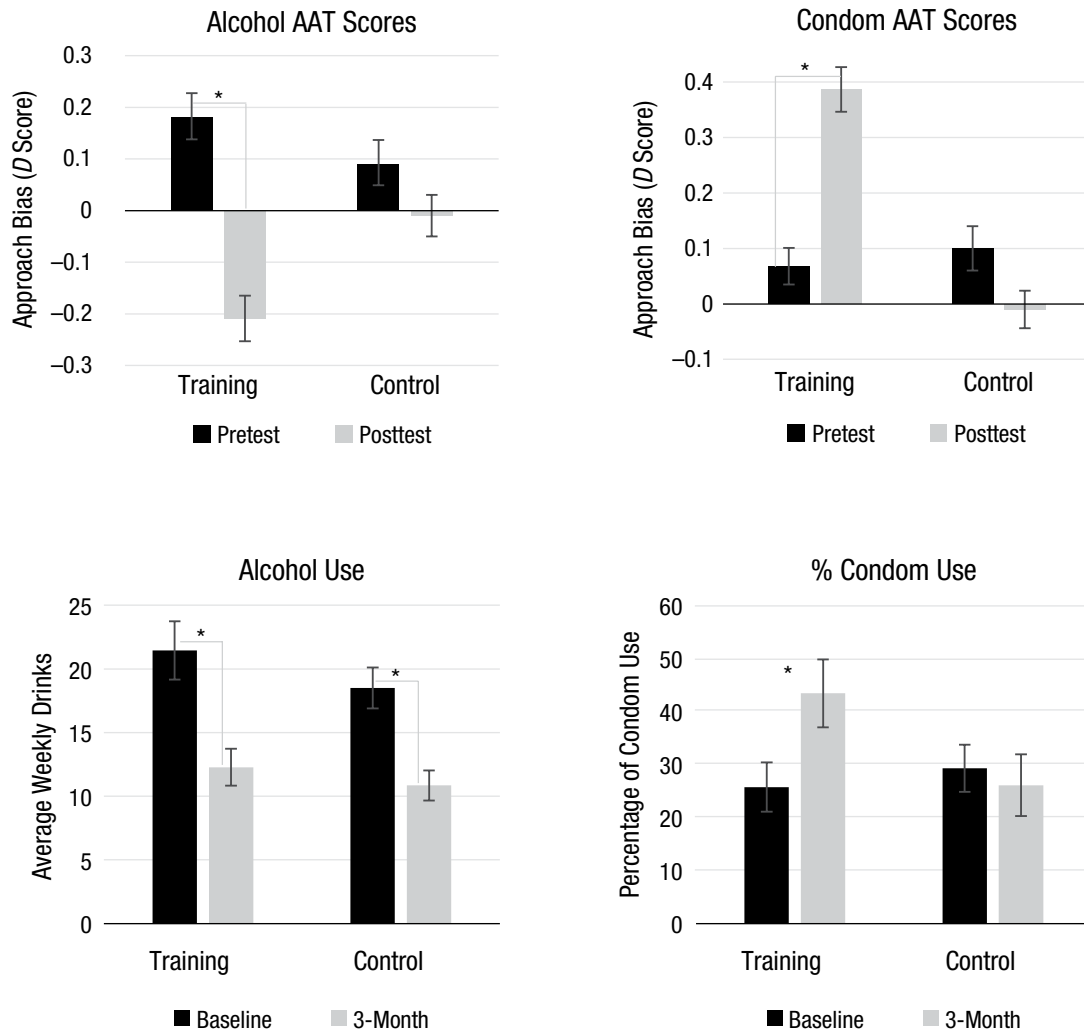 Alcohol AAT Scores
Approach Bias (D Score)
0.3
0.2
0.1
0
–0.1
–0.2
–0.3
*
Training Control
Pretest Posttest
Condom AAT Scores
Approach Bias (D Score)
0.4
0.3
0.2
0.1
0
–0.1
*
Training Control
Pretest Posttest
Alcohol Use
Average Weekly Drinks
25
20
15
10
5
0
*
*
Training Control
Baseline 3-Month
% Condom Use
Percentage of Condom Use
60
50
40
30
20
10
0
*
Training Control
Baseline 3-Month